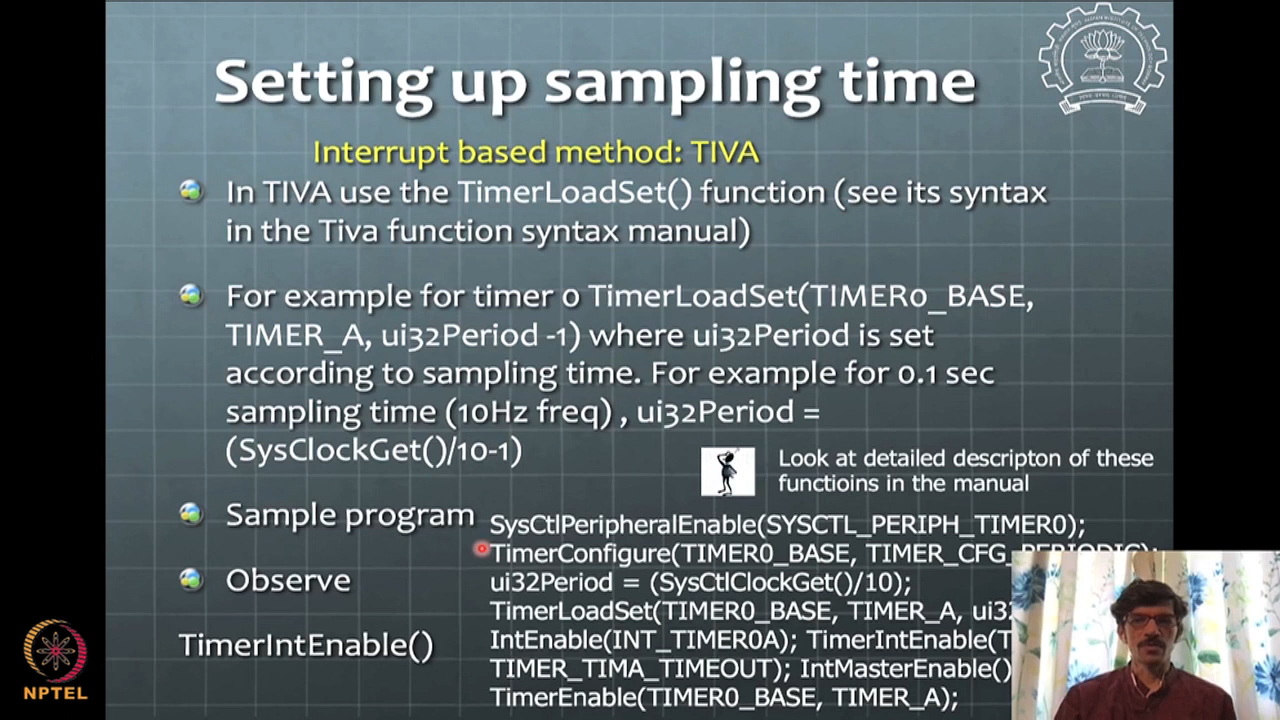 Setting up sampling time
Interrupt based method: TIVA
In TIVA use the TimerLoadSet() function (see its syntax
in the Tiva function syntax manual)
For example for timer 0 TimerLoadSet(TIMER0_BASE,
TIMER_A, ui32Period -1) where ui32Period is set
according to sampling time. For example for 0.1 sec
sampling time (10Hz freq) , ui32Period =
(SysClockGet()/10-1)
Look at detailed descripton of these
functioins in the manual
Sample program
Observe
TimerIntEnable()
SysCtlPeripheralEnable(SYSCTL_PERIPH_TIMER0);
TimerConfigure(TIMER0_BASE, TIMER_CFG_PERIODIC);
ui32Period = (SysCtlClockGet()/10);
TimerLoadSet(TIMER0_BASE, TIMER_A, ui32
IntEnable(INT_TIMER0A); TimerIntEnable(T
TIMER_TIMA_TIMEOUT); IntMasterEnable()
TimerEnable(TIMER0_BASE, TIMER_A);
NPTEL